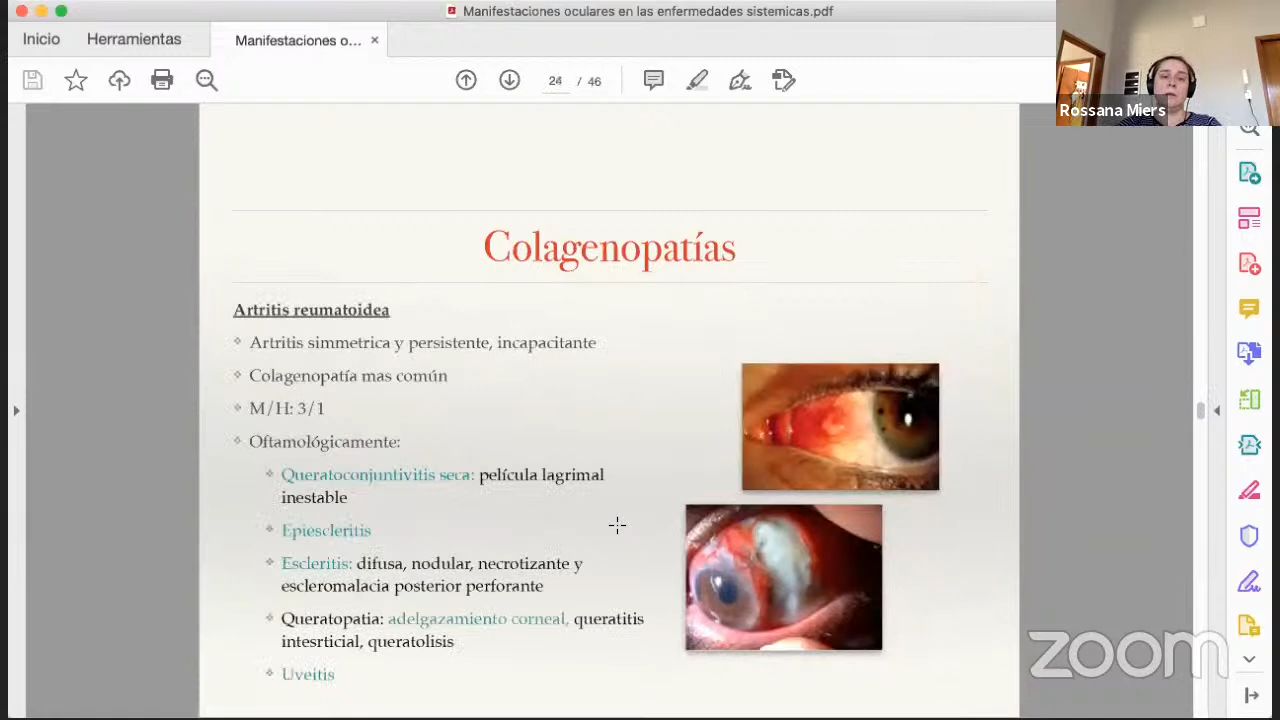 Manifestaciones oculares en las enfermedades sistemicas.pdf
Inicio
Herramientas
Manifestaciones o...
24 / 46
Rossana Miers
Colagenopatías
Artritis reumatoidea
Artritis simmetrica y persistente, incapacitante
Colagenopatía mas común
M/H: 3/1
Oftamológicamente:
Queratoconjuntivitis seca: película lagrimal
inestable
Epiescleritis
Escleritis: difusa, nodular, necrotizante y
escleromalacia posterior perforante
Queratopatia: adelgazamiento corneal, queratitis
intesrticial, queratolisis
Uveitis
zoom